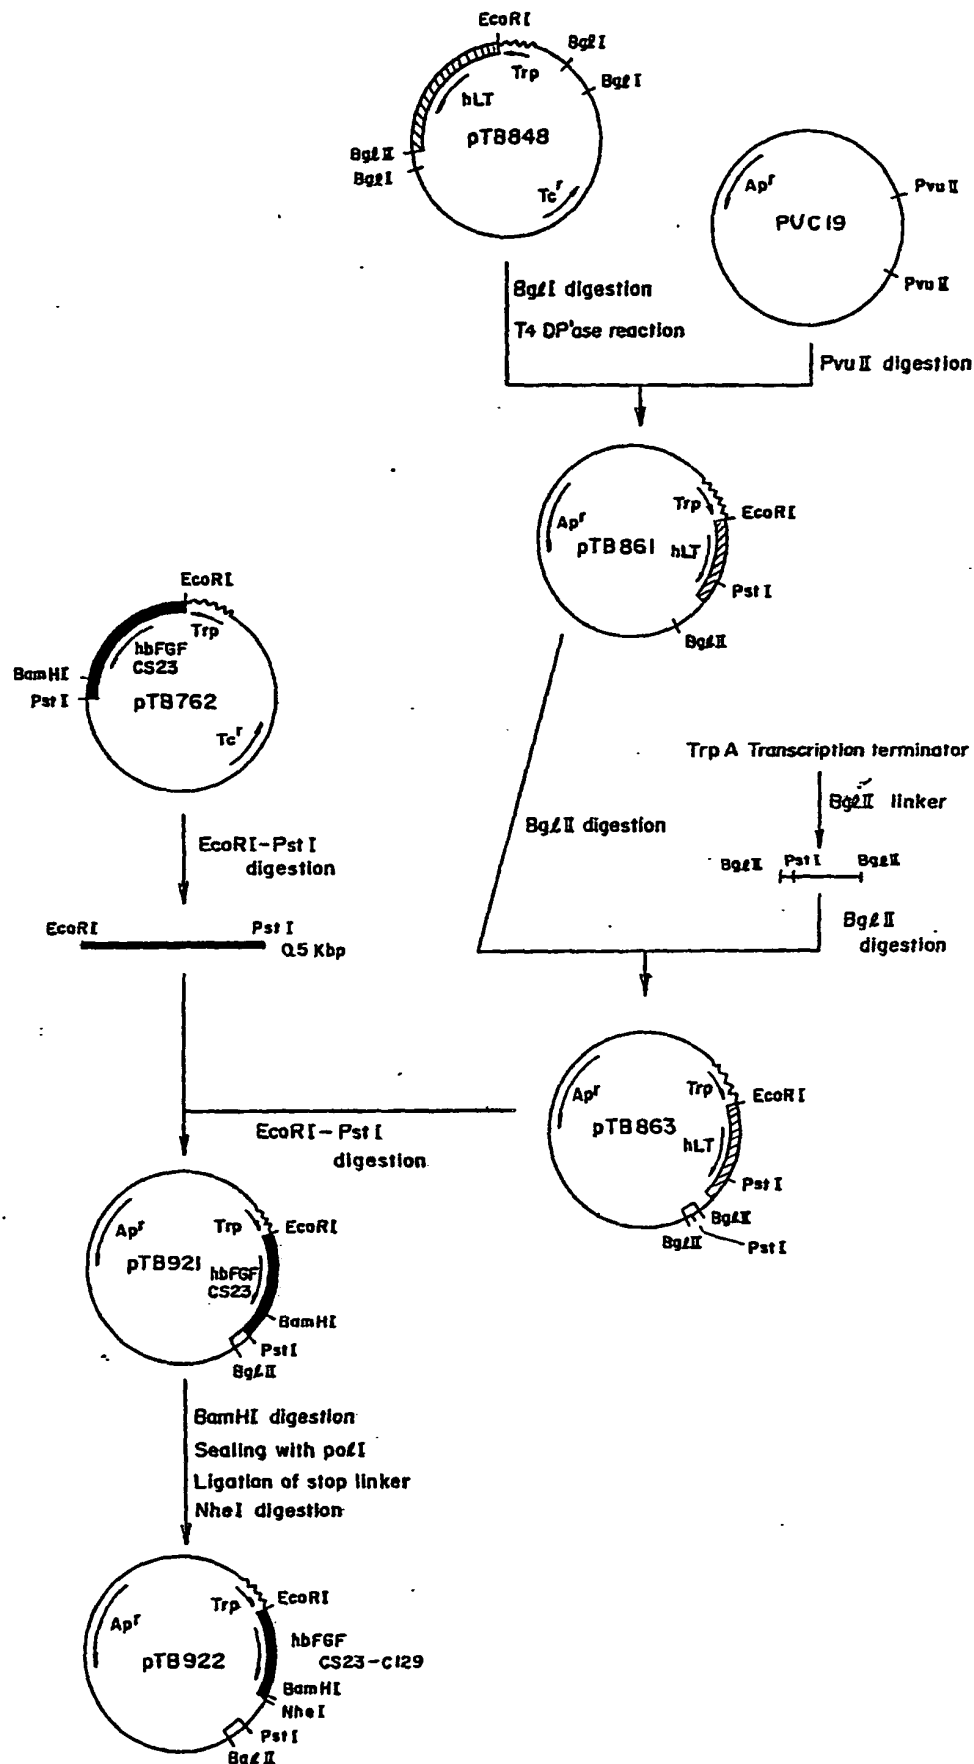 EcoRI
BglI
Trp
BglI
hLT
pTB848
BglII
BglI
Tcr
Apr
PVC19
PvuII
PvuII
BglI digestion
T4 DP'ase reaction
PvuII digestion
Trp
EcoRI
Apr
pTB861
hLT
PstI
BglII
EcoRI
Trp
hbFGF
CS23
BamHI
PstI
pTB762
Tcr
TrpA Transcription terminator
BglII linker
BglII digestion
BglII PstI BglII
EcoRI-PstI
digestion
BglII
digestion
EcoRI PstI
0.5 Kbp
Trp
EcoRI
Apr
pTB863
hLT
PstI
BglII
BglII
PstI
EcoRI-PstI
digestion
Trp
EcoRI
Apr
pTB921
hbFGF
CS23
BamHI
PstI
BglII
BamHI digestion
Sealing with polI
Ligation of stop linker
NheI digestion
Trp
EcoRI
Apr
hbFGF
CS23-C129
pTB922
BamHI
NheI
PstI
BglII